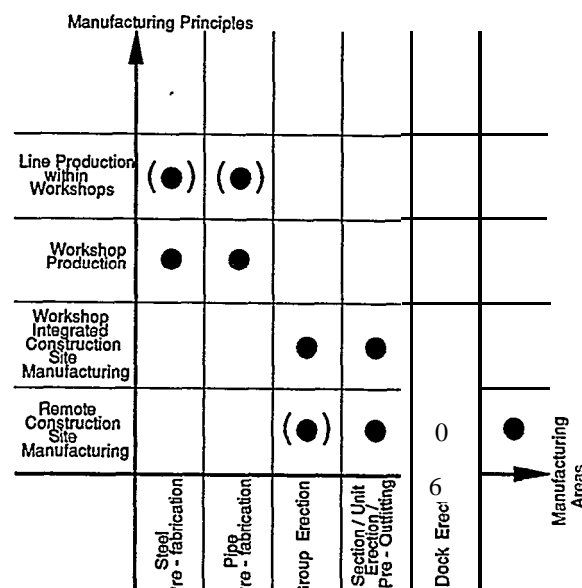 Manufacturing Principles
Line Production
within
Workshops
( ) ( )
Workshop
Production
Workshop
Integrated
Construction
Site
Manufacturing
Remote
Construction
Site
Manufacturing
( )
0
6
Steel
re - fabrication
Pipe
re - fabrication
roup Erection
Section / Unit
Erection /
Pre - Outfitting
Dock Erect
Manufacturing
Areas